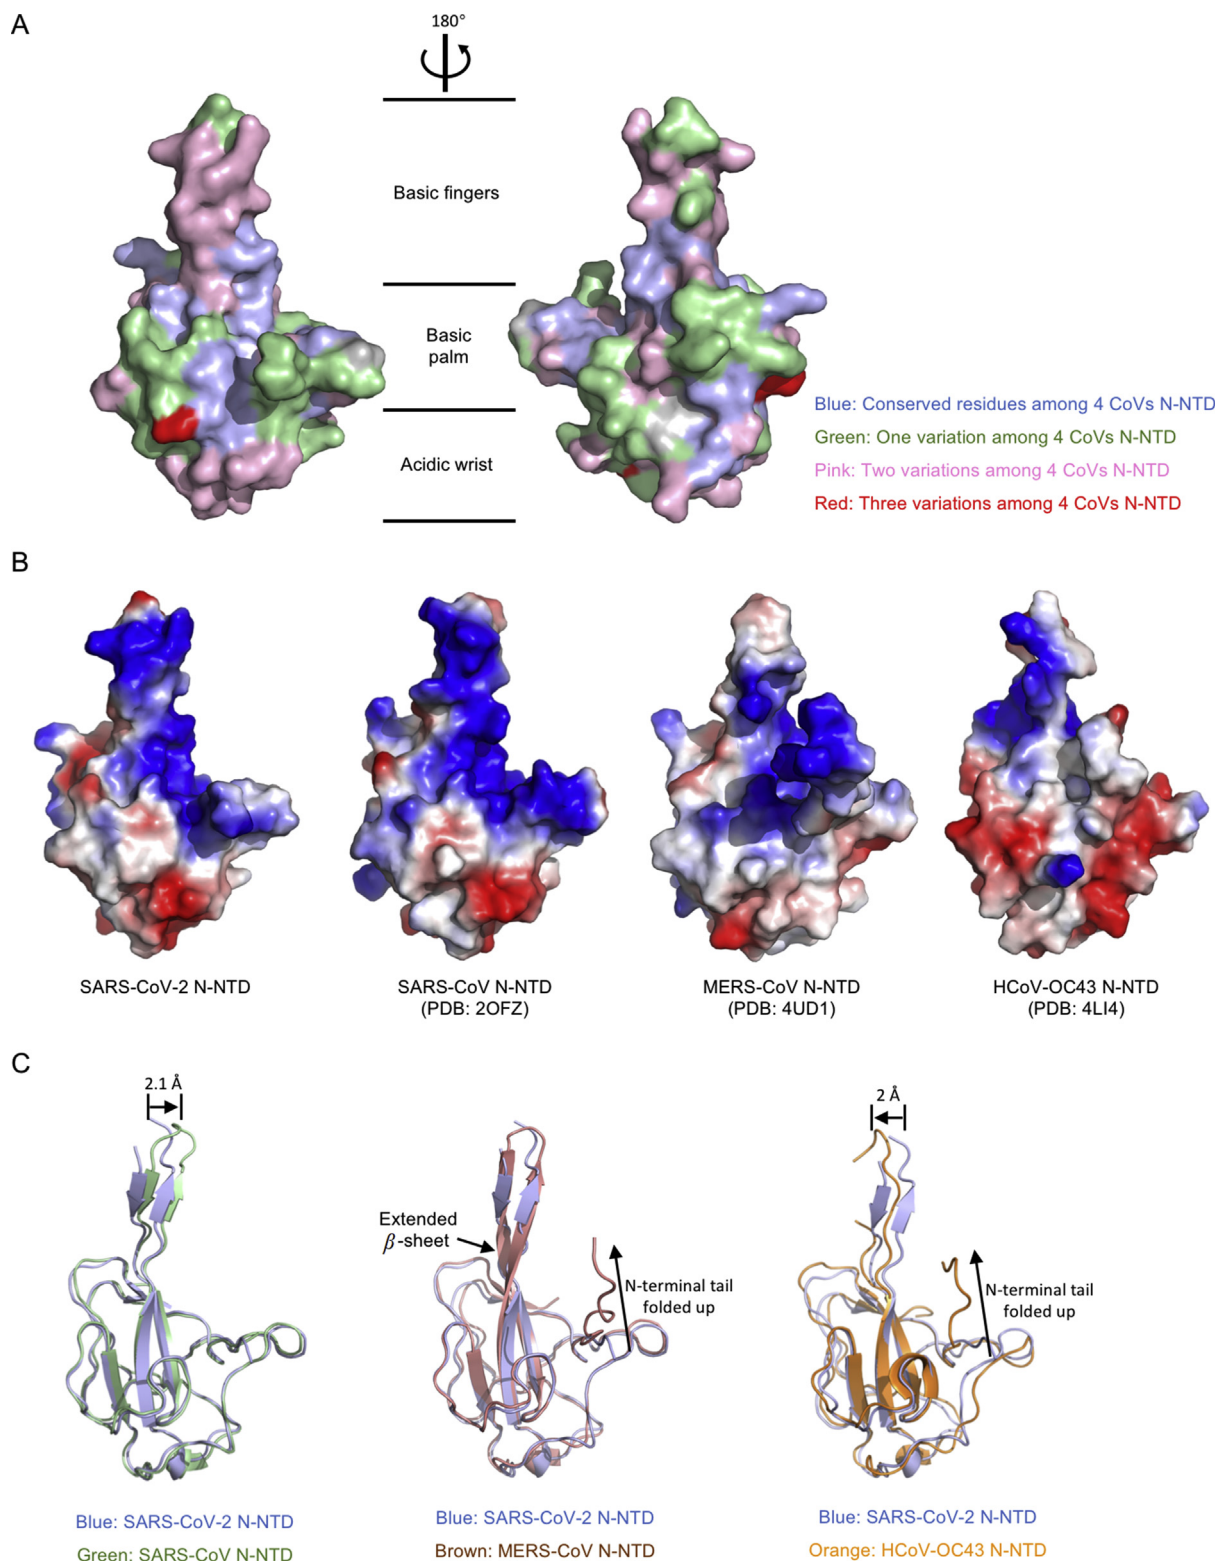 A
180°
Basic fingers
Basic
palm
Acidic wrist
Blue: Conserved residues among 4 CoVs N-NTD
Green: One variation among 4 CoVs N-NTD
Pink: Two variations among 4 CoVs N-NTD
Red: Three variations among 4 CoVs N-NTD
B
SARS-CoV-2 N-NTD
SARS-CoV N-NTD
(PDB: 2OFZ)
MERS-CoV N-NTD
(PDB: 4UD1)
HCoV-OC43 N-NTD
(PDB: 4LI4)
C
2.1 Å
Extended
β-sheet
N-terminal tail
folded up
2 Å
N-terminal tail
folded up
Blue: SARS-CoV-2 N-NTD
Green: SARS-CoV N-NTD
Blue: SARS-CoV-2 N-NTD
Brown: MERS-CoV N-NTD
Blue: SARS-CoV-2 N-NTD
Orange: HCoV-OC43 N-NTD